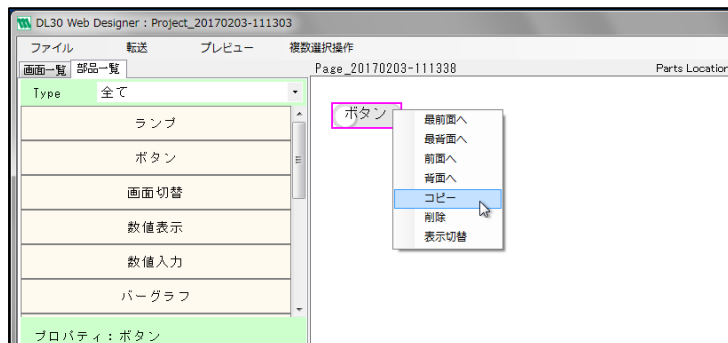 DL30 Web Designer : Project_20170203-111303
ファイル 転送 プレビュー 複数選択操作
画面一覧 部品一覧 Page_20170203-111338 Parts Location
Type 全て
ランプ
ボタン
画面切替
数値表示
数値入力
バーグラフ
プロパティ：ボタン
ボタン
最前面へ
最背面へ
前面へ
背面へ
コピー
削除
表示切替